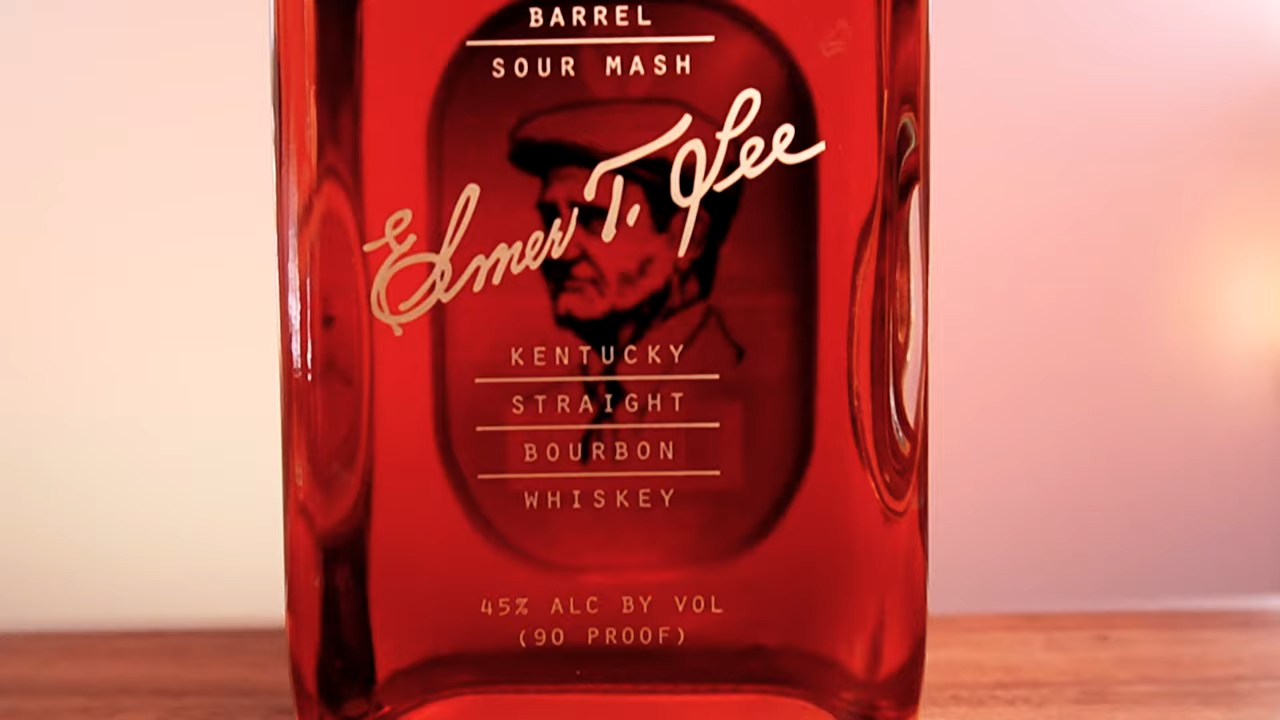 BARREL
SOUR MASH
Elmer T. Lee
KENTUCKY
STRAIGHT
BOURBON
WHISKEY
45% ALC BY VOL
(90 PROOF)